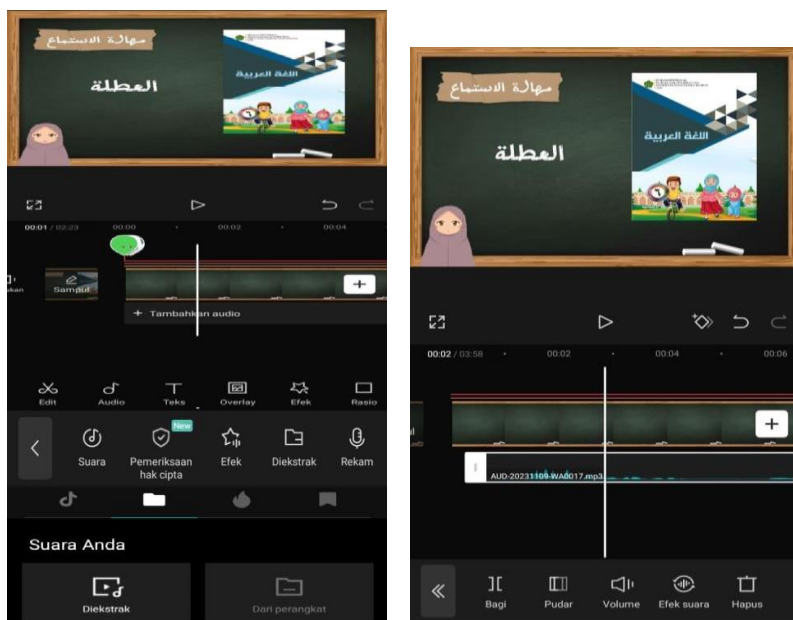 مهالة الاستماع
العطلة
اللغة العربية
00:01 / 02:23 00:00 00:02 00:04
Sampul
+ Tambahkan audio
Edit Audio Teks Overlay Efek Rasio
New
Suara Pemeriksaan hak cipta Efek Diekstrak Rekam
Suara Anda
Diekstrak Dari perangkat
مهالة الاستماع
العطلة
اللغة العربية
00:02 / 03:58 00:02 00:04 00:06
AUD-20231109-WA0017.mp3
Bagi Pudar Volume Efek suara Hapus